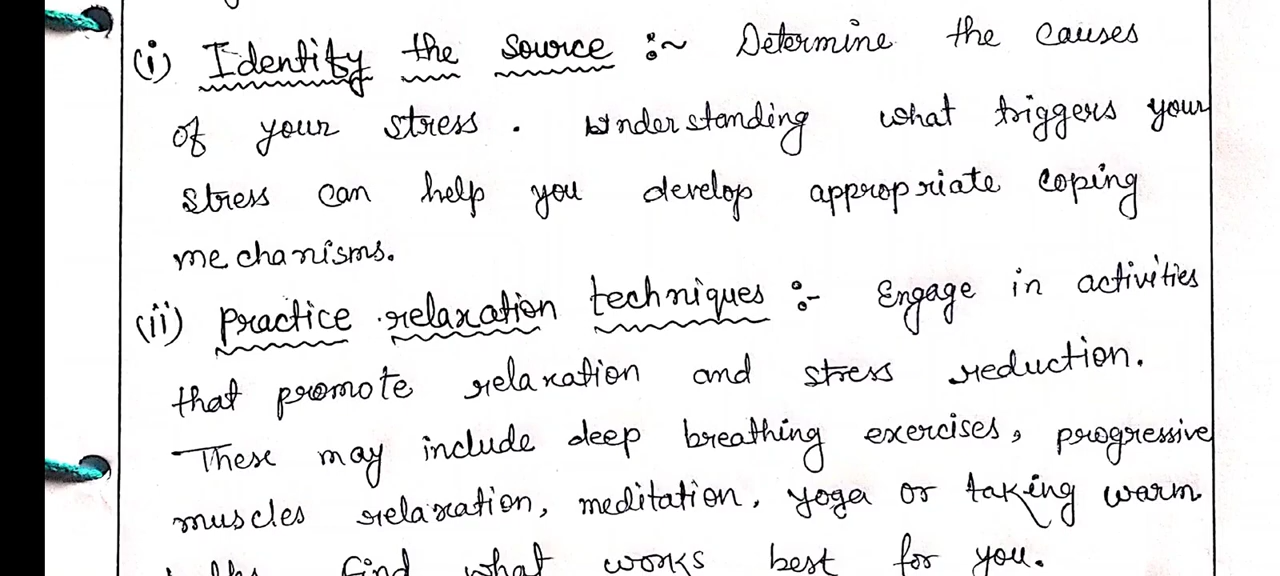 (i) Identify the source :~ Determine the causes
of your stress. Understanding what triggers your
stress can help you develop appropriate coping
mechanisms.
(ii) Practice relaxation techniques :- Engage in activities
that promote relaxation and stress reduction.
These may include deep breathing exercises, progressive
muscles relaxation, meditation, yoga or taking warm
find what works best for you.